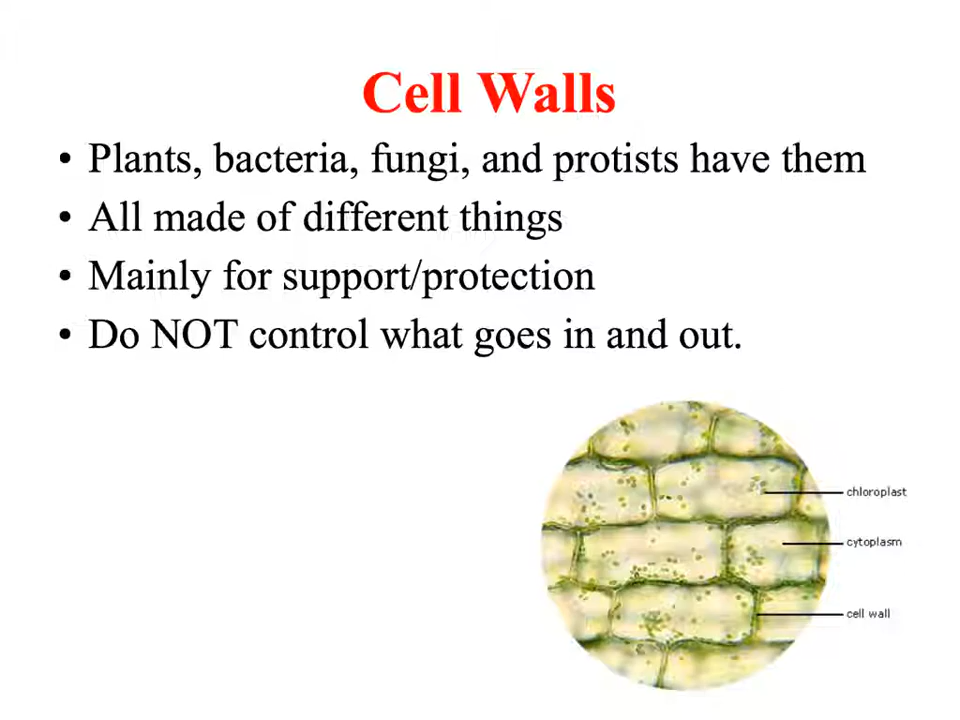 Cell Walls
• Plants, bacteria, fungi, and protists have them
• All made of different things
• Mainly for support/protection
• Do NOT control what goes in and out.
chloroplast
cytoplasm
cell wall